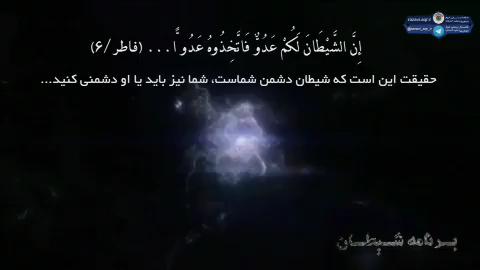 إِنَّ الشَّيْطَانَ لَكُمْ عَدُوٌّ فَاتَّخِذُوهُ عَدُوًّا... (فاطر/۶)
حقیقت این است که شیطان دشمن شماست، شما نیز باید با او دشمنی کنید...
برنامه شیطان